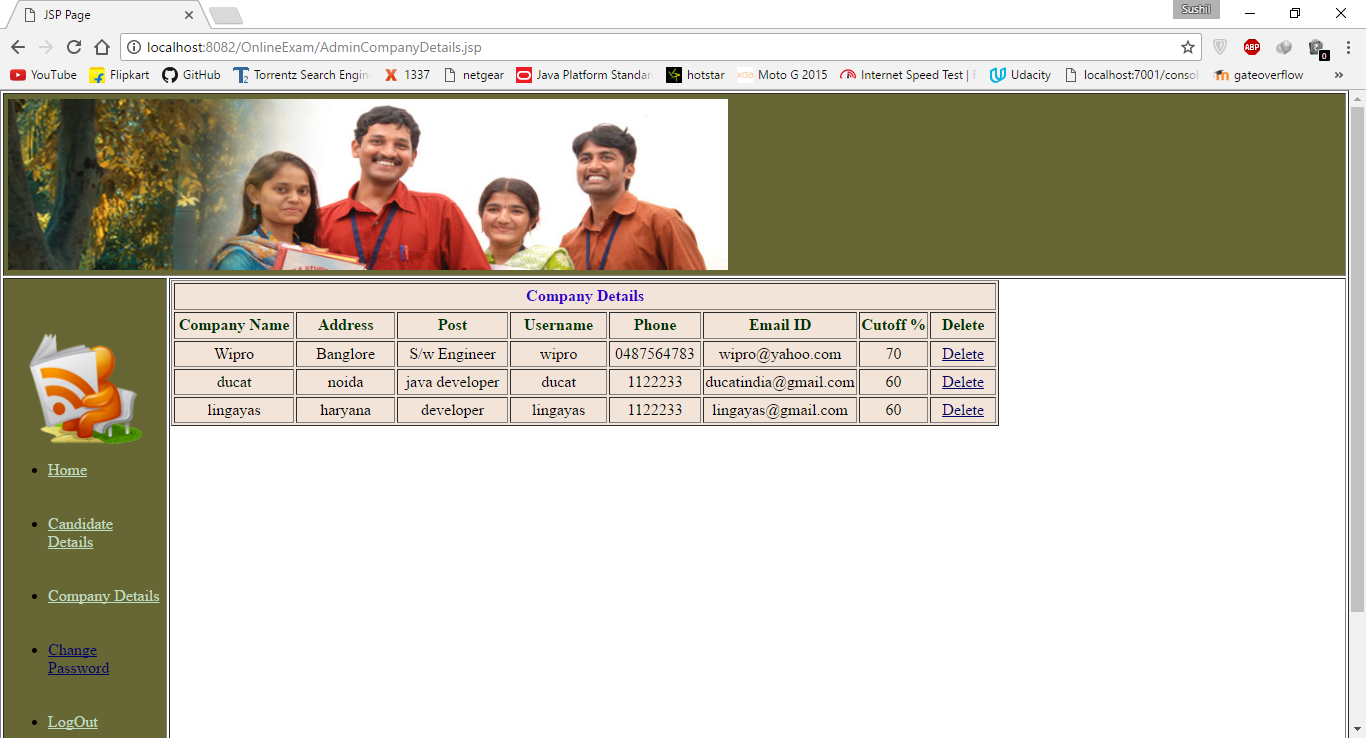 JSP Page
Sushil
localhost:8082/OnlineExam/AdminCompanyDetails.jsp
ABP
0
YouTube Flipkart GitHub Torrentz Search Engin 1337 netgear Java Platform Standar hotstar xda Moto G 2015 Internet Speed Test | Udacity localhost:7001/consol gateoverflow »
Company Details
Company Name Address Post Username Phone Email ID Cutoff % Delete
Wipro Banglore S/w Engineer wipro 0487564783 wipro@yahoo.com 70 Delete
ducat noida java developer ducat 1122233 ducatindia@gmail.com 60 Delete
lingayas haryana developer lingayas 1122233 lingayas@gmail.com 60 Delete
Home
Candidate
Details
Company Details
Change
Password
LogOut